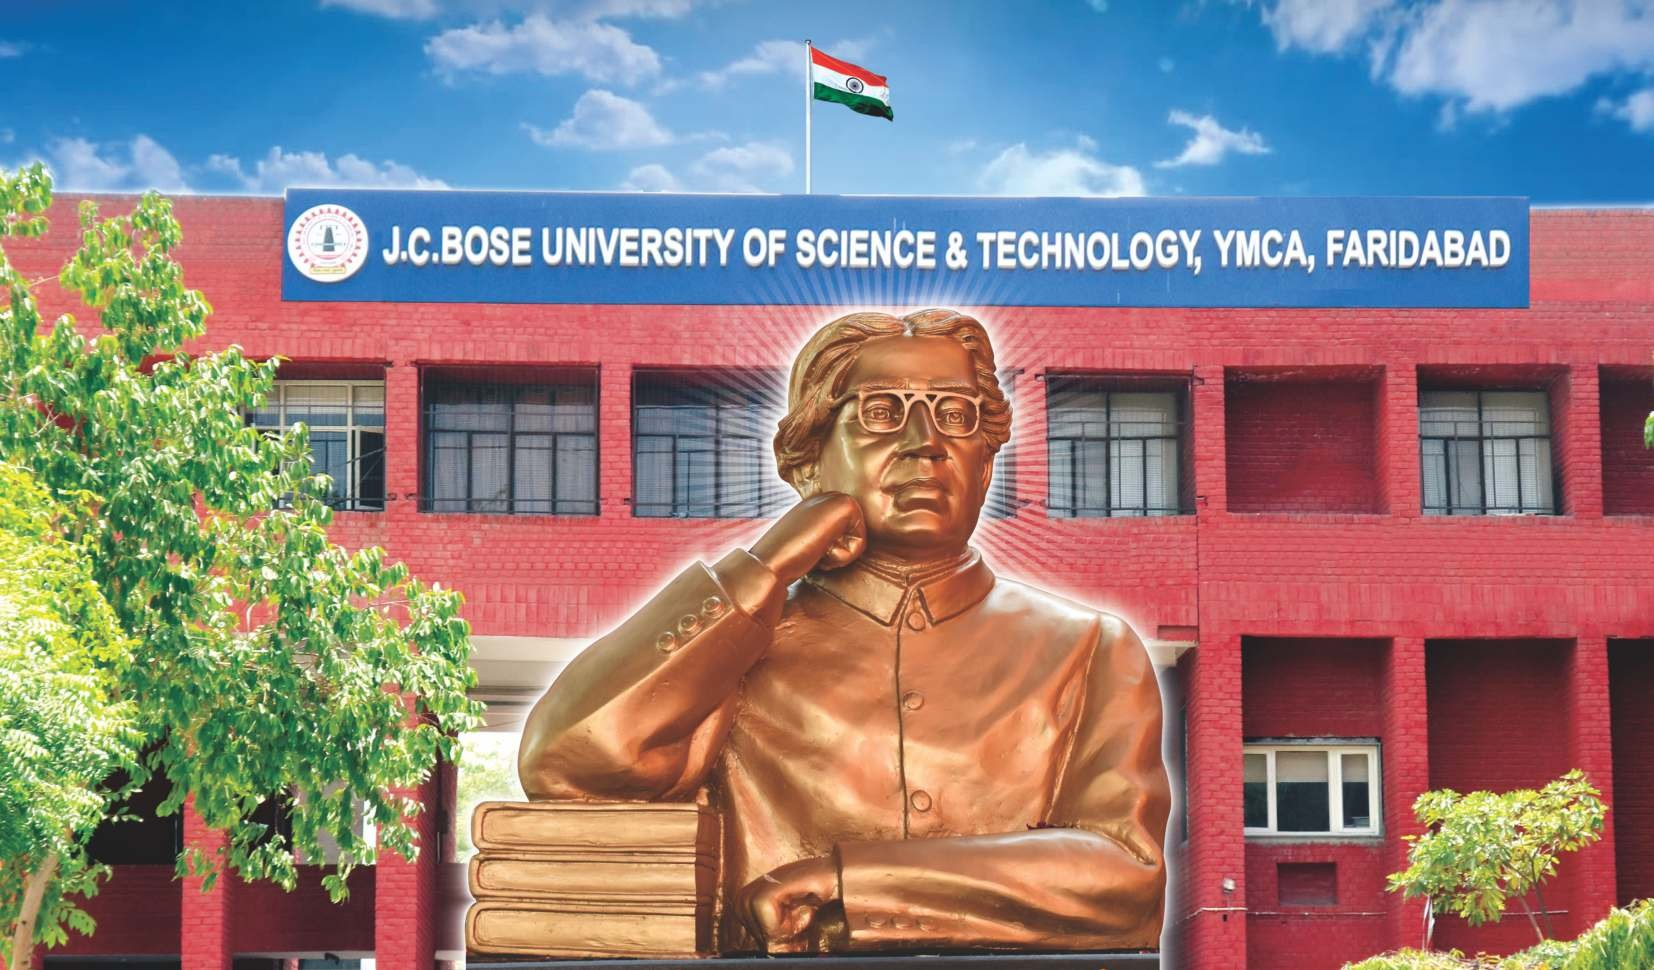 J.C.BOSE UNIVERSITY OF SCIENCE & TECHNOLOGY, YMCA, FARIDABAD